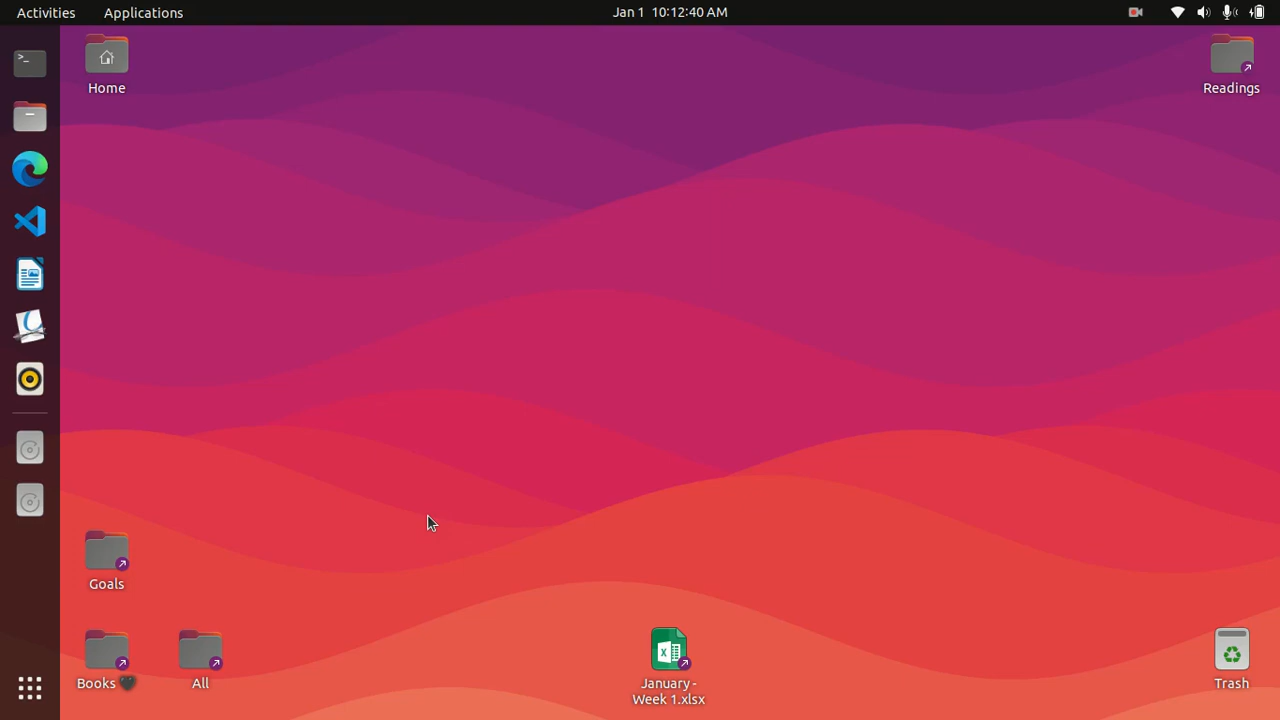 Activities
Applications
Jan 1 10:12:40 AM
>_
Home
Readings
Goals
Books 🖤
All
January -
Week 1.xlsx
Trash